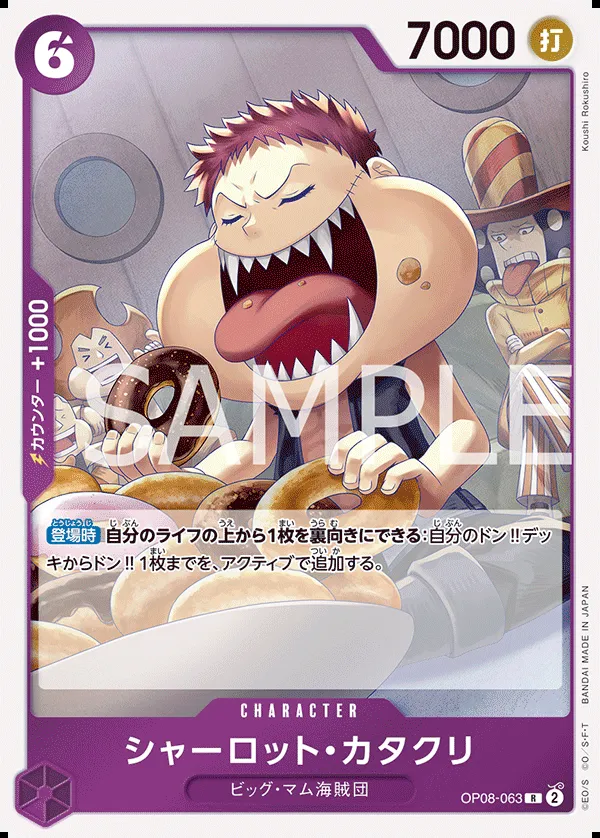 6
7000
打
Koushi Rokushiro
カウンター +1000
SAMPLE
登場時 自分のライフの上から1枚を裏向きにできる:自分のドン!!デッ
キからドン!! 1枚までを、アクティブで追加する。
CHARACTER
シャーロット・カタクリ
ビッグ・マム海賊団
OP08-063 R 2
©E.O/S ©O／S･F･T BANDAI MADE IN JAPAN